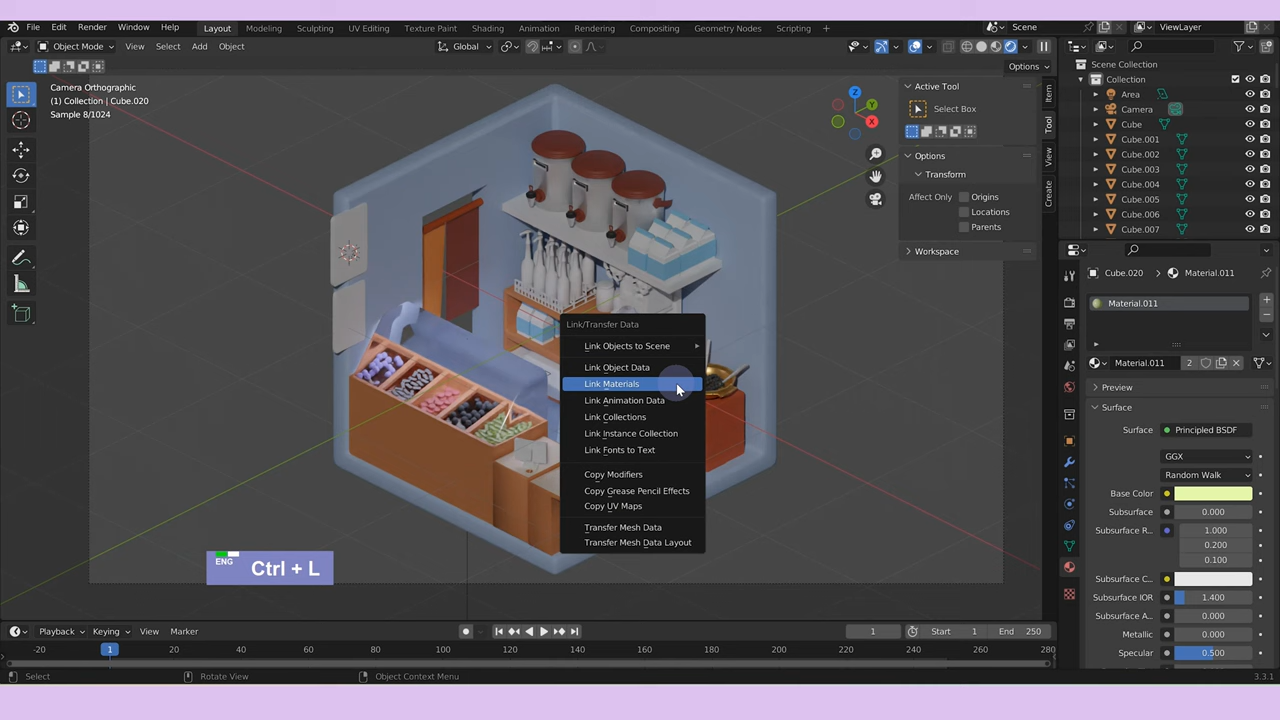 File Edit Render Window Help Layout Modeling Sculpting UV Editing Texture Paint Shading Animation Rendering Compositing Geometry Nodes Scripting + Scene ViewLayer
Object Mode View Select Add Object Global
Options
Camera Orthographic
(1) Collection | Cube.020
Sample 8/1024
Z
Y
X
Active Tool
Select Box
Options
Transform
Affect Only Origins
Locations
Parents
Workspace
Item
Tool
View
Create
Scene Collection
Collection
Area
Camera
Cube
Cube.001
Cube.002
Cube.003
Cube.004
Cube.005
Cube.006
Cube.007
Cube.020 Material.011
Material.011
Material.011 2
Preview
Surface
Surface Principled BSDF
GGX
Random Walk
Base Color
Subsurface 0.000
Subsurface R... 1.000
0.200
0.100
Subsurface C...
Subsurface IOR 1.400
Subsurface A... 0.000
Metallic 0.000
Specular 0.500
Link/Transfer Data
Link Objects to Scene
Link Object Data
Link Materials
Link Animation Data
Link Collections
Link Instance Collection
Link Fonts to Text
Copy Modifiers
Copy Grease Pencil Effects
Copy UV Maps
Transfer Mesh Data
Transfer Mesh Data Layout
ENG
Ctrl + L
Playback Keying View Marker 1 Start 1 End 250
-20 1 20 40 60 80 100 120 140 160 180 200 220 240 260 280
Select Rotate View Object Context Menu 3.3.1